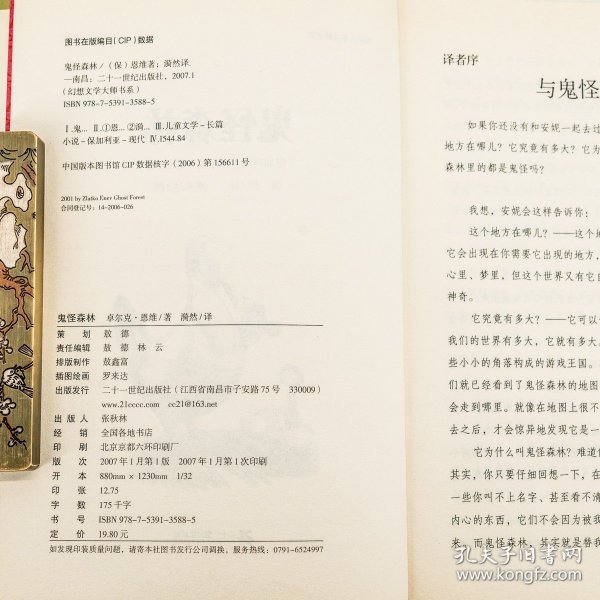 图书在版编目(CIP)数据
鬼怪森林/(保)恩维著;漪然译.
—南昌:二十一世纪出版社,2007.1
(幻想文学大师书系)
ISBN 978-7-5391-3588-5
Ⅰ.鬼… Ⅱ.①恩…②漪… Ⅲ.儿童文学-长篇
小说-保加利亚-现代 Ⅳ.I544.84
中国版本图书馆CIP数据核字(2006)第156611号
2001 by Zlatko Enev Ghost Forest
合同登记号:14-2006-026
鬼怪森林 卓尔克·恩维/著 漪然/译
策 划 敖德
责任编辑 敖德 林云
排版制作 敖鑫富
插图绘画 罗来达
出版发行 二十一世纪出版社(江西省南昌市子安路75号 330009)
www.21cccc.com cc21@163.net
出 版 人 张秋林
经 销 全国各地书店
印 刷 北京京都六环印刷厂
版 次 2007年1月第1版 2007年1月第1次印刷
开 本 880mm×1230mm 1/32
印 张 12.75
字 数 175千字
书 号 ISBN 978-7-5391-3588-5
定 价 19.80元
如发现印装质量问题,请寄本社图书发行公司调换,服务热线:0791-6524997
译者序
与鬼怪
如果你还没有和安妮一起去过
地方在哪儿?它究竟有多大?它为
森林里的都是鬼怪吗?
我想,安妮会这样告诉你:
这个地方在哪儿?——这个地
它会出现在你需要它出现的地方,
心里、梦里,但这个世界又有它自
神奇。
它究竟有多大?——它可以
我们的世界有多大,它就有多大。
些小小的角落构成的游戏王国。
们就已经看到了鬼怪森林的地图
会走到哪里。就像在地图上很不
去之后,才会惊异地发现它是一
它为什么叫鬼怪森林?难道
其实,你只要仔细回想一下,在
一些你叫不上名字、甚至看不清
内心的东西,它们不会因为被我
来。而鬼怪森林,其实就是替我
孔夫子旧书网
www.kongfz.com